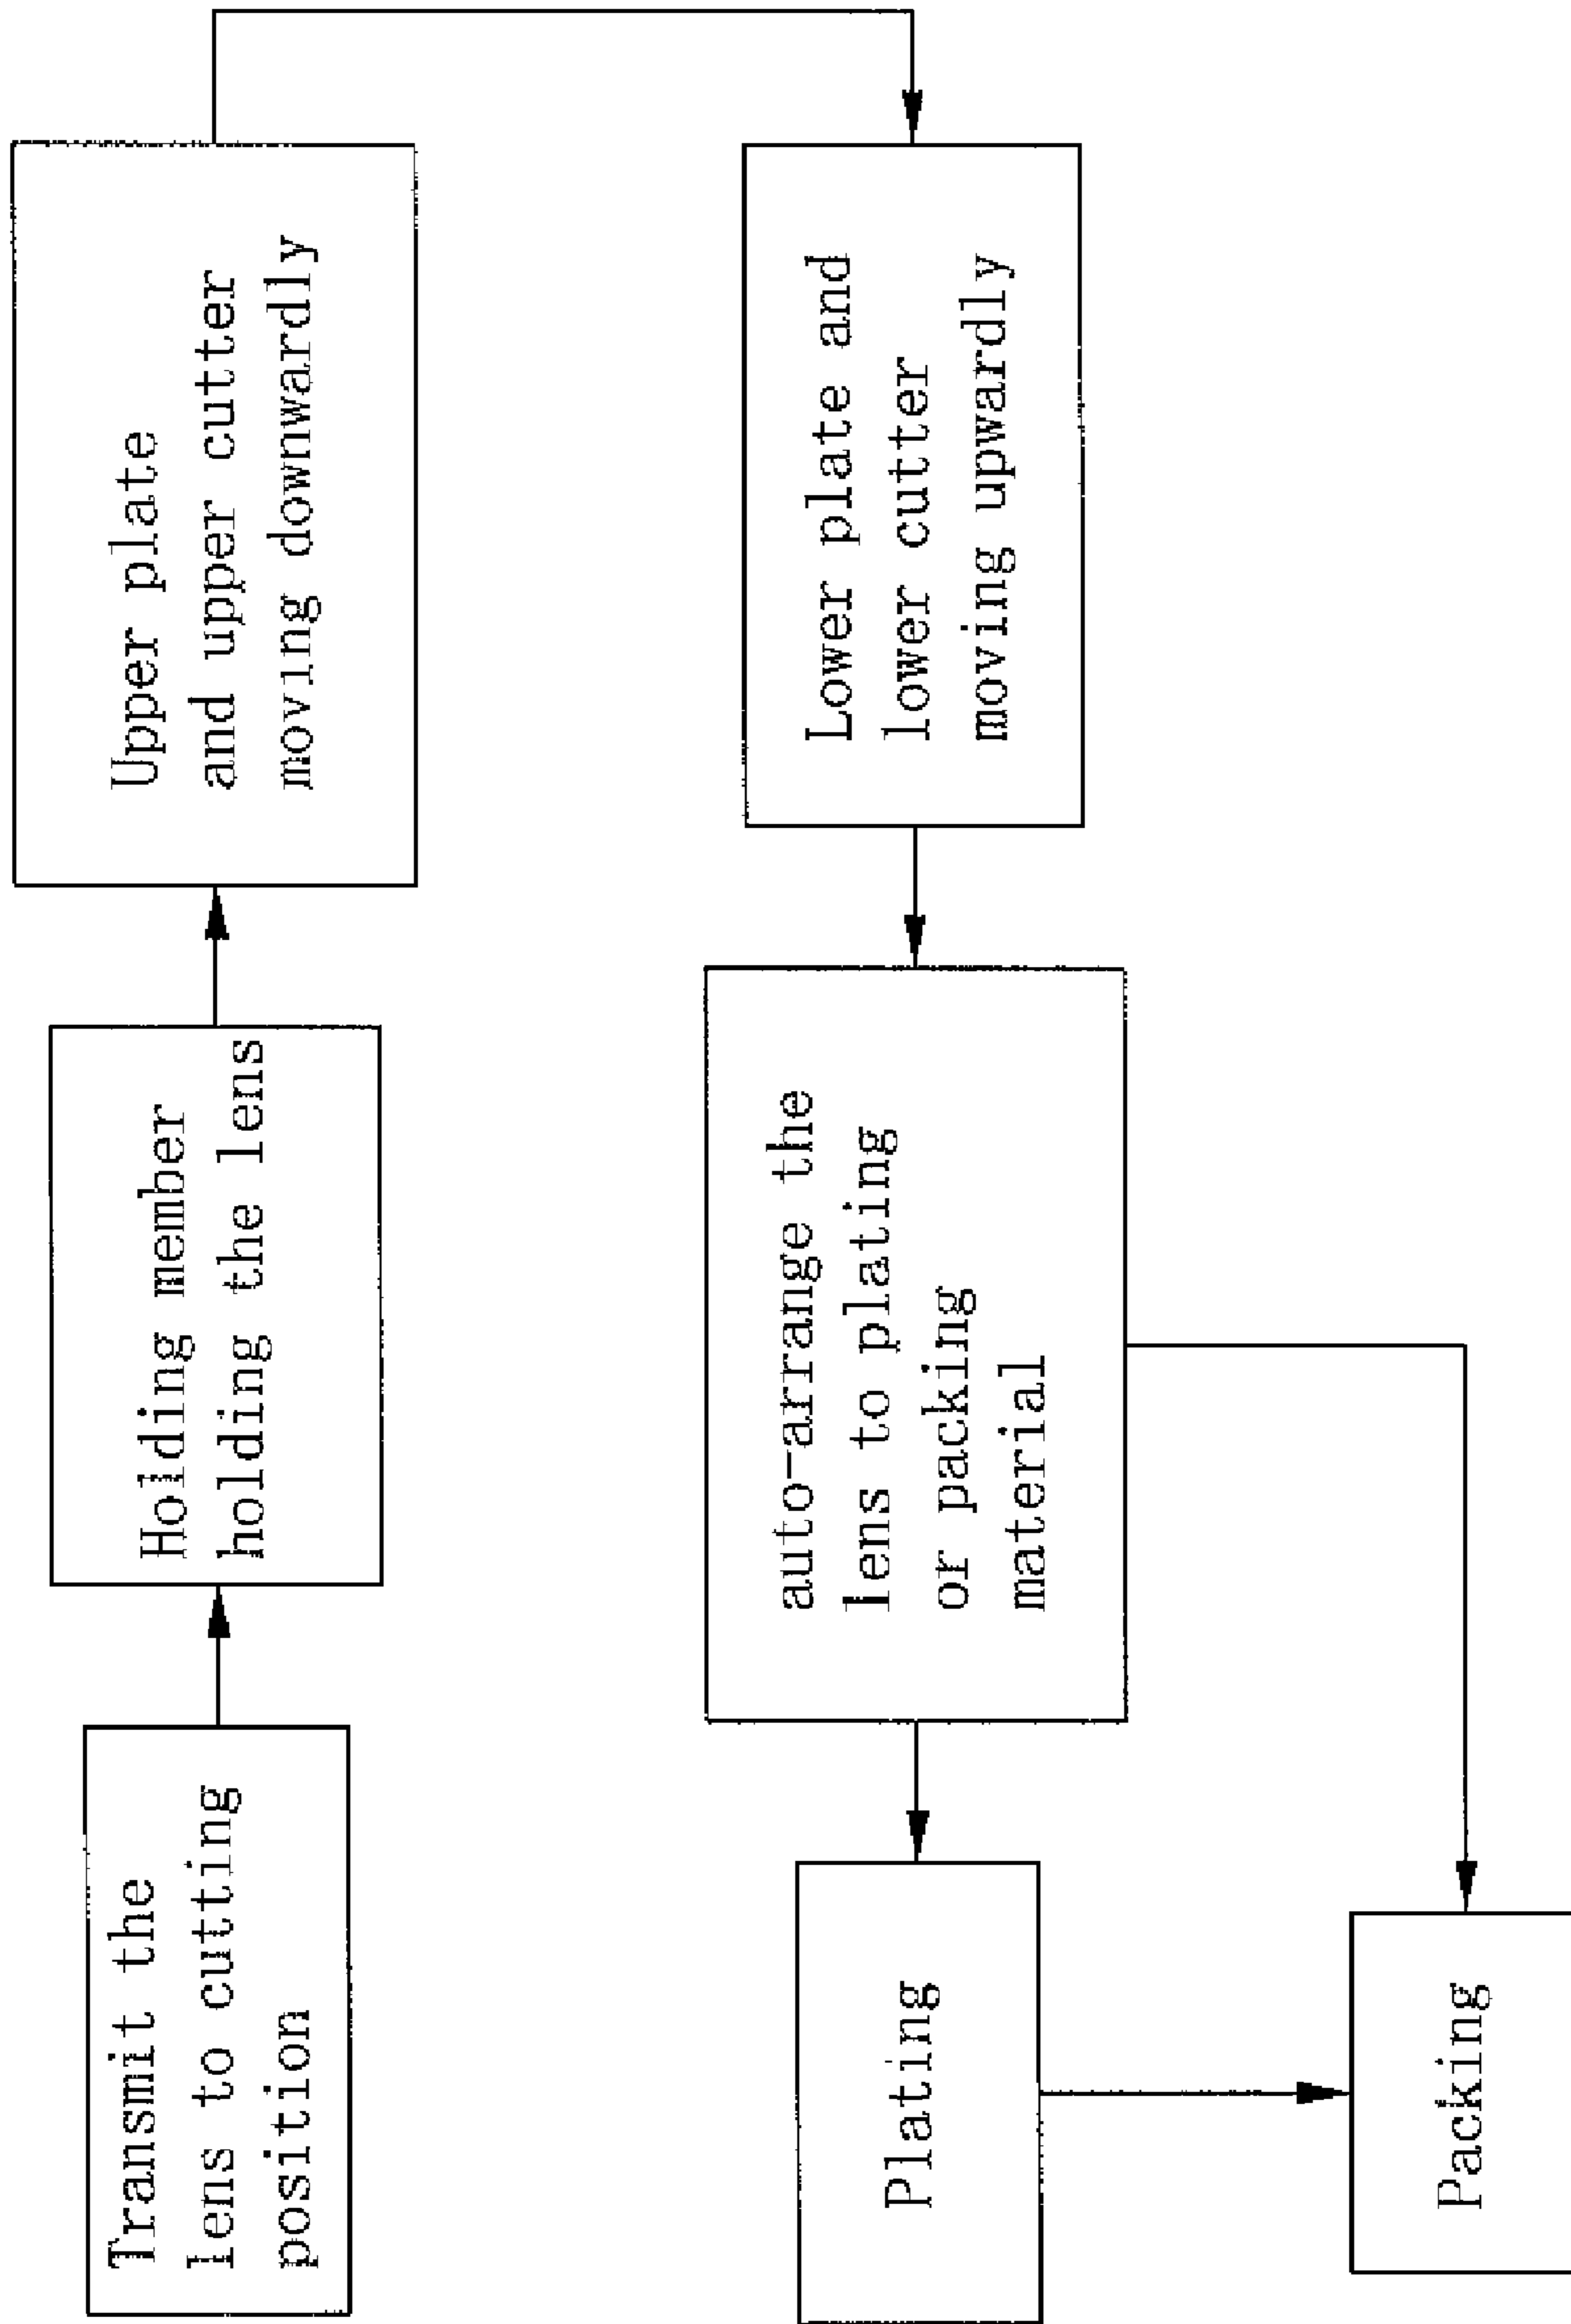 Transmit the
lens to cutting
position
Holding member
holding the lens
Upper plate
and upper cutter
moving downwardly
Lower plate and
lower cutter
moving upwardly
auto-arrange the
lens to plating
or packing
material
Plating
Packing